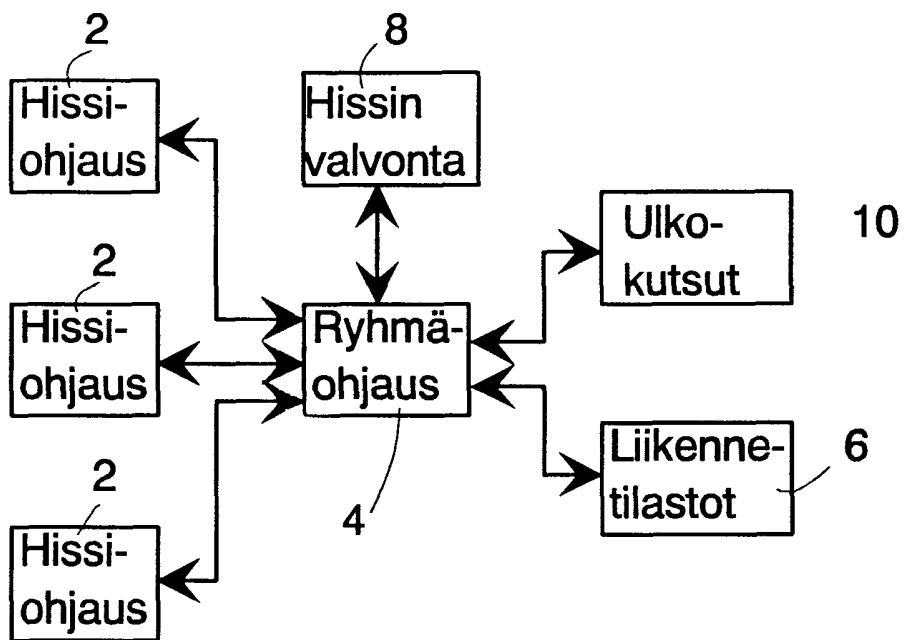 2
Hissi-
ohjaus
8
Hissin
valvonta
Ulko-
kutsut
10
2
Hissi-
ohjaus
Ryhmä-
ohjaus
4
Liikenne-
tilastot
6
2
Hissi-
ohjaus